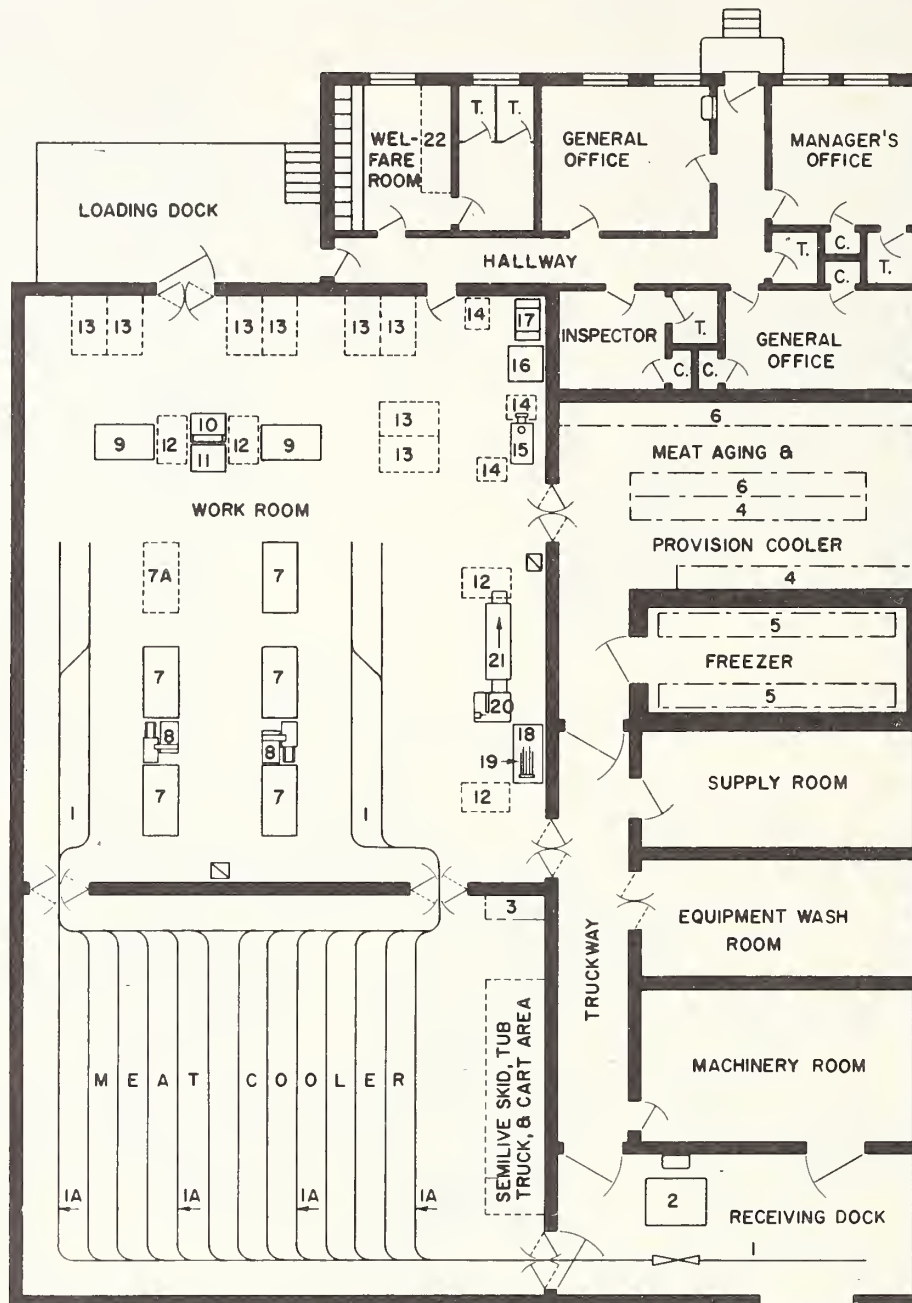 WEL- 22
FARE
ROOM
T.
T.
GENERAL
OFFICE
MANAGER'S
OFFICE
LOADING DOCK
HALLWAY
T.
C.
C.
T.
13 13
13 13
13 13
14
17
INSPECTOR
T.
C.
C.
GENERAL
OFFICE
16
9
12
10
11
12
9
13
13
14
15
14
6
MEAT AGING &
6
4
PROVISION COOLER
4
WORK ROOM
7A
7
12
5
FREEZER
5
7
7
21
20
8
8
18
19
7
7
12
1
1
SUPPLY ROOM
3
EQUIPMENT WASH
ROOM
TRUCKWAY
MEAT COOLER
SEMILIVE SKID, TUB
TRUCK, & CART AREA
MACHINERY ROOM
1A
1A
1A
1A
2
RECEIVING DOCK
1